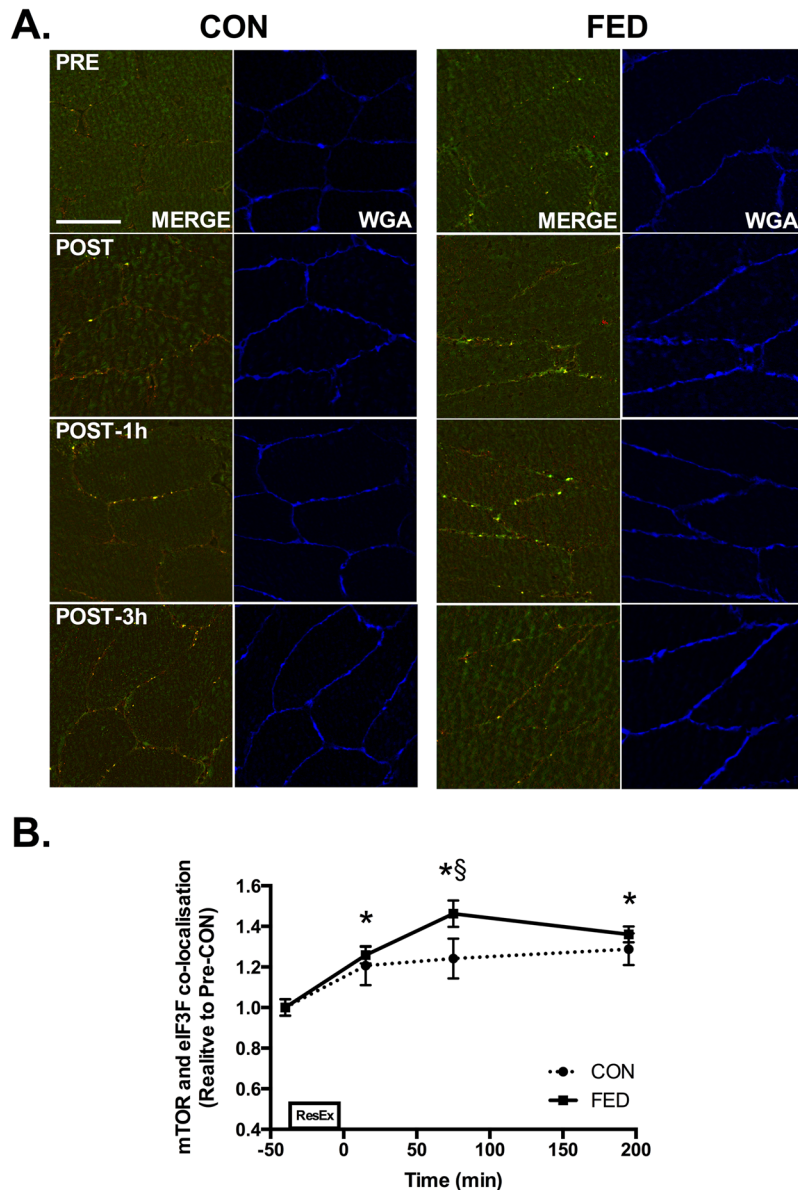 A.
CON
FED
PRE
MERGE
WGA
MERGE
WGA
POST
POST-1h
POST-3h
B.
mTOR and eIF3F co-localisation
(Realitve to Pre-CON)
1.6
1.4
1.2
1.0
0.8
0.6
0.4
*
*§
*
CON
FED
ResEx
-50
0
50
100
150
200
Time (min)